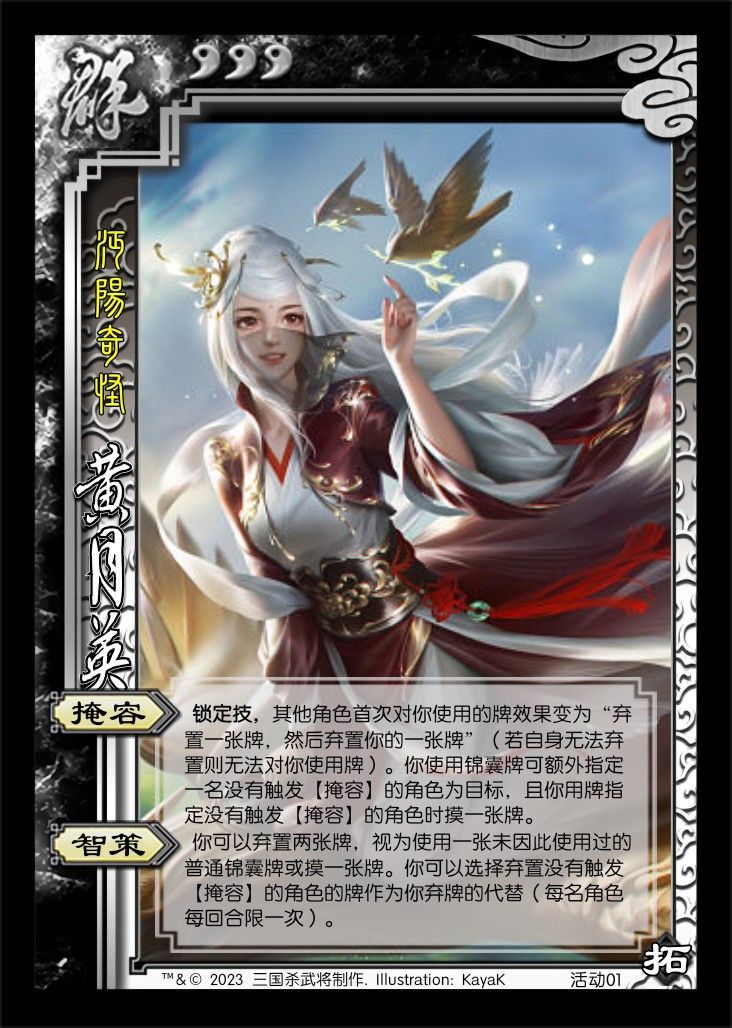 群
沔陽奇怪
黄月英
掩容
锁定技，其他角色首次对你使用的牌效果变为“弃
置一张牌，然后弃置你的一张牌”（若自身无法弃
置则无法对你使用牌）。你使用锦囊牌可额外指定
一名没有触发【掩容】的角色为目标，且你用牌指
定没有触发【掩容】的角色时摸一张牌。
智策
你可以弃置两张牌，视为使用一张未因此使用过的
普通锦囊牌或摸一张牌。你可以选择弃置没有触发
【掩容】的角色的牌作为你弃牌的代替（每名角色
每回合限一次）。
拓
™&© 2023 三国杀武将制作. Illustration: KayaK 活动01